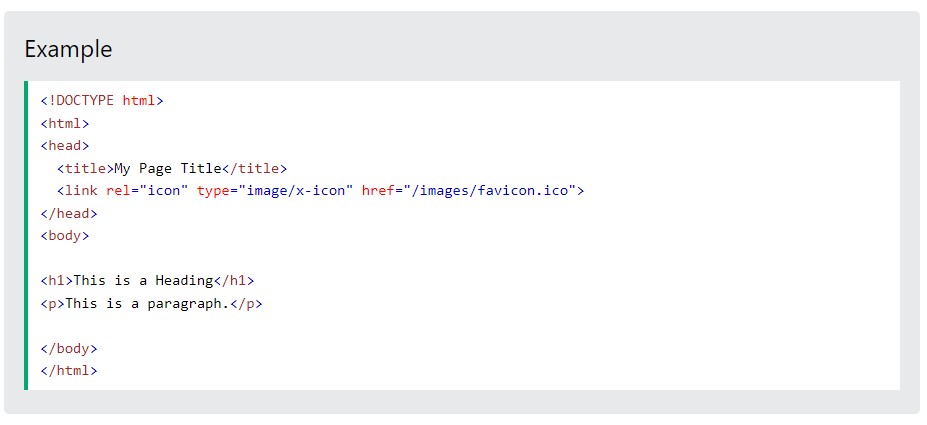 Example
<!DOCTYPE html>
<html>
<head>
  <title>My Page Title</title>
  <link rel="icon" type="image/x-icon" href="/images/favicon.ico">
</head>
<body>

<h1>This is a Heading</h1>
<p>This is a paragraph.</p>

</body>
</html>